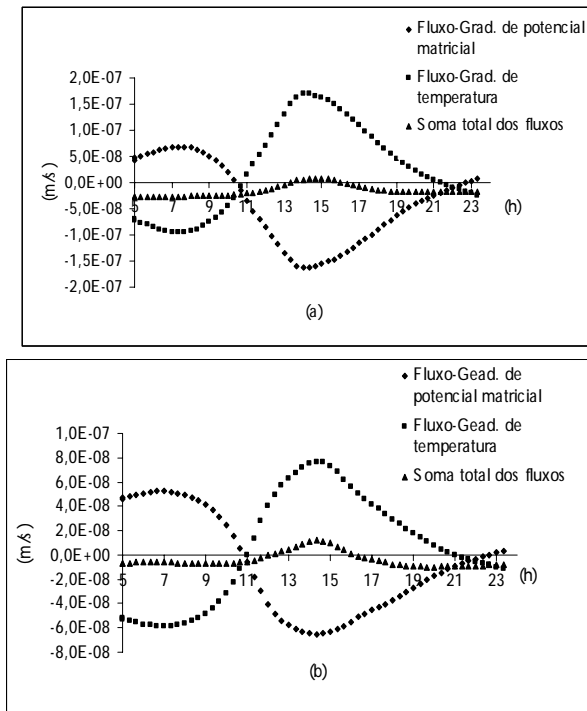 Fluxo-Grad. de potencial
matricial
Fluxo-Grad. de
temperatura
Soma total dos fluxos
2,0E-07
1,5E-07
1,0E-07
5,0E-08
0,0E+00
-5,0E-08
-1,0E-07
-1,5E-07
-2,0E-07
(m/s)
5 7 9 11 13 15 17 19 21 23
(h)
(a)
Fluxo-Gead. de
potencial matricial
Fluxo-Gead. de
temperatura
Soma total dos fluxos
1,0E-07
8,0E-08
6,0E-08
4,0E-08
2,0E-08
0,0E+00
-2,0E-08
-4,0E-08
-6,0E-08
-8,0E-08
(m/s)
5 7 9 11 13 15 17 19 21 23
(h)
(b)